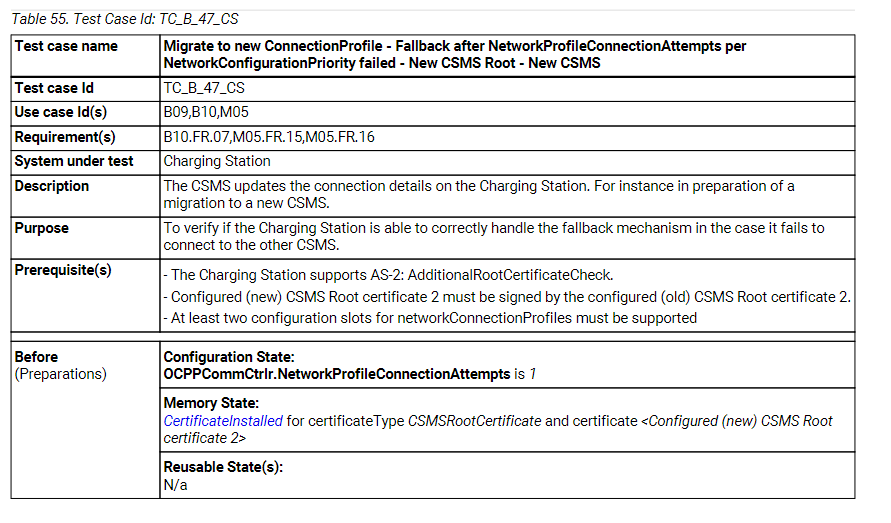 Table 55. Test Case Id: TC_B_47_CS
Test case name
Migrate to new ConnectionProfile - Fallback after NetworkProfileConnectionAttempts per
NetworkConfigurationPriority failed - New CSMS Root - New CSMS
Test case Id
TC_B_47_CS
Use case Id(s)
B09,B10,M05
Requirement(s)
B10.FR.07,M05.FR.15,M05.FR.16
System under test
Charging Station
Description
The CSMS updates the connection details on the Charging Station. For instance in preparation of a
migration to a new CSMS.
Purpose
To verify if the Charging Station is able to correctly handle the fallback mechanism in the case it fails to
connect to the other CSMS.
Prerequisite(s)
- The Charging Station supports AS-2: AdditionalRootCertificateCheck.
- Configured (new) CSMS Root certificate 2 must be signed by the configured (old) CSMS Root certificate 2.
- At least two configuration slots for networkConnectionProfiles must be supported
Before
(Preparations)
Configuration State:
OCPPCommCtrlr.NetworkProfileConnectionAttempts is 1
Memory State:
CertificateInstalled for certificateType CSMSRootCertificate and certificate <Configured (new) CSMS Root
certificate 2>
Reusable State(s):
N/a